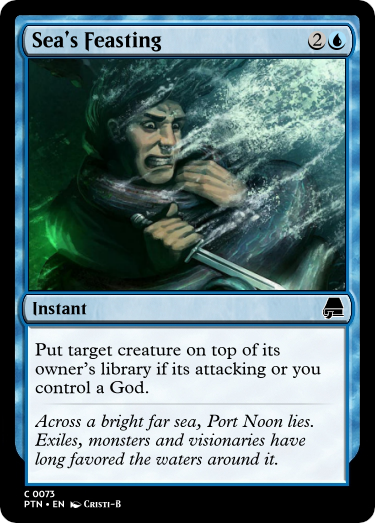 Sea's Feasting 2
Instant
Put target creature on top of its
owner's library if its attacking or you
control a God.
Across a bright far sea, Port Noon lies.
Exiles, monsters and visionaries have
long favored the waters around it.
C 0073
PTN • EN Cristi-B